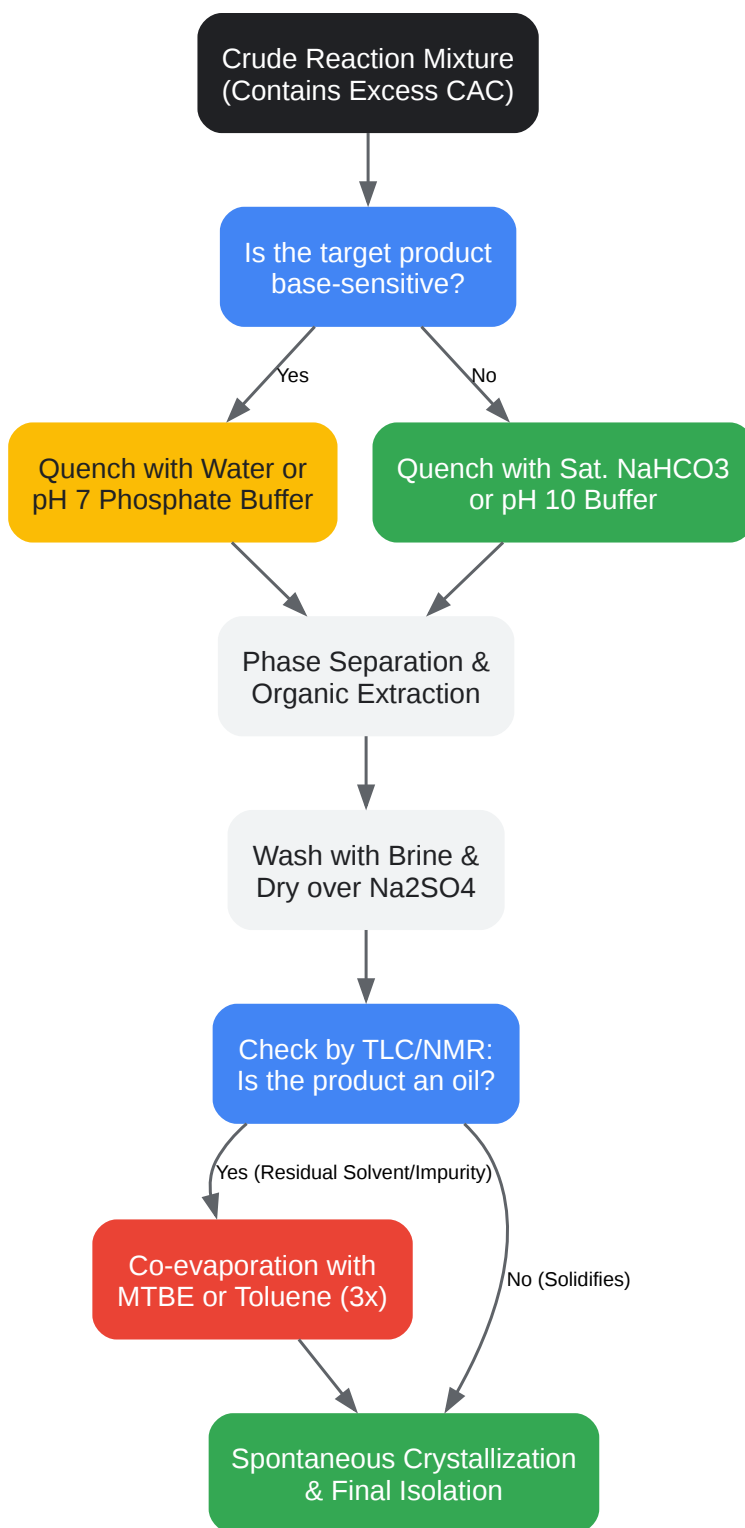 Crude Reaction Mixture
(Contains Excess CAC)
Is the target product
base-sensitive?
Yes
No
Quench with Water or
pH 7 Phosphate Buffer
Quench with Sat. NaHCO3
or pH 10 Buffer
Phase Separation &
Organic Extraction
Wash with Brine &
Dry over Na2SO4
Check by TLC/NMR:
Is the product an oil?
Yes (Residual Solvent/Impurity)
Co-evaporation with
MTBE or Toluene (3x)
No (Solidifies)
Spontaneous Crystallization
& Final Isolation